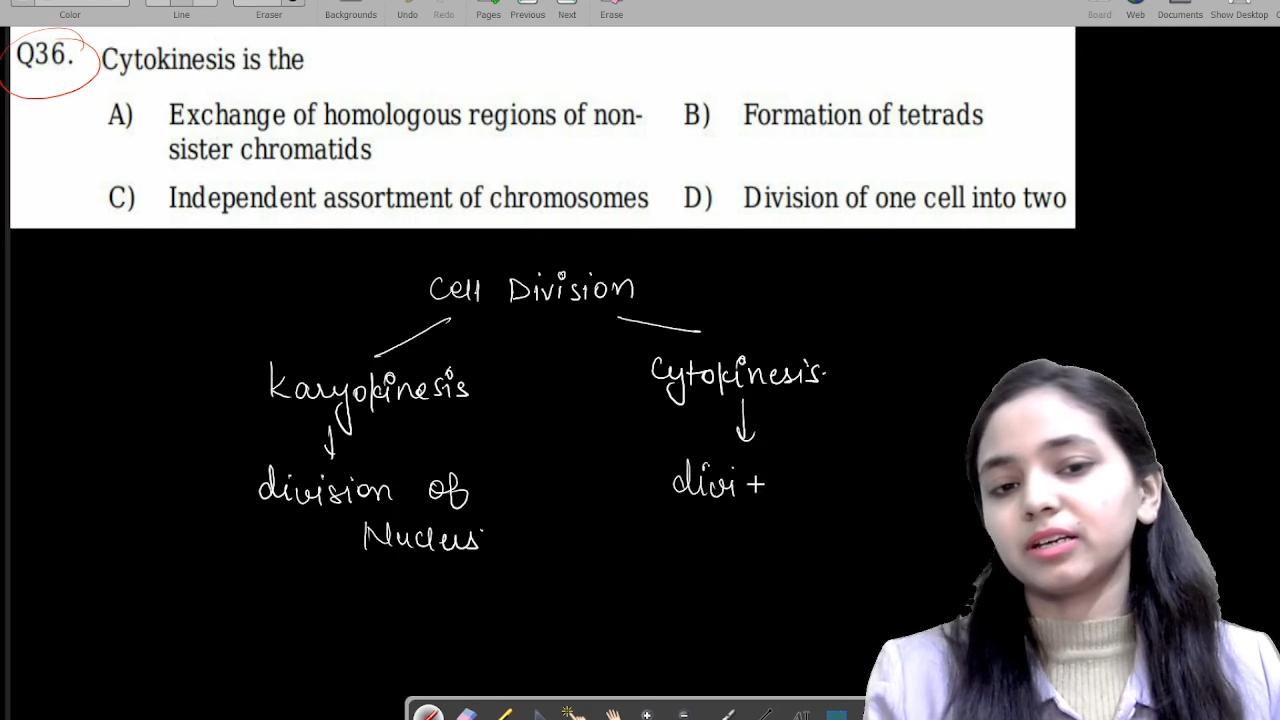 Color
Line
Eraser
Backgrounds
Undo
Redo
Pages
Previous
Next
Erase
Board
Web
Documents
Show Desktop
Q36. Cytokinesis is the
A) Exchange of homologous regions of non-
sister chromatids
B) Formation of tetrads
C) Independent assortment of chromosomes
D) Division of one cell into two
Cell Division
Karyokinesis
Cytokinesis
division of
Nucleus
divi